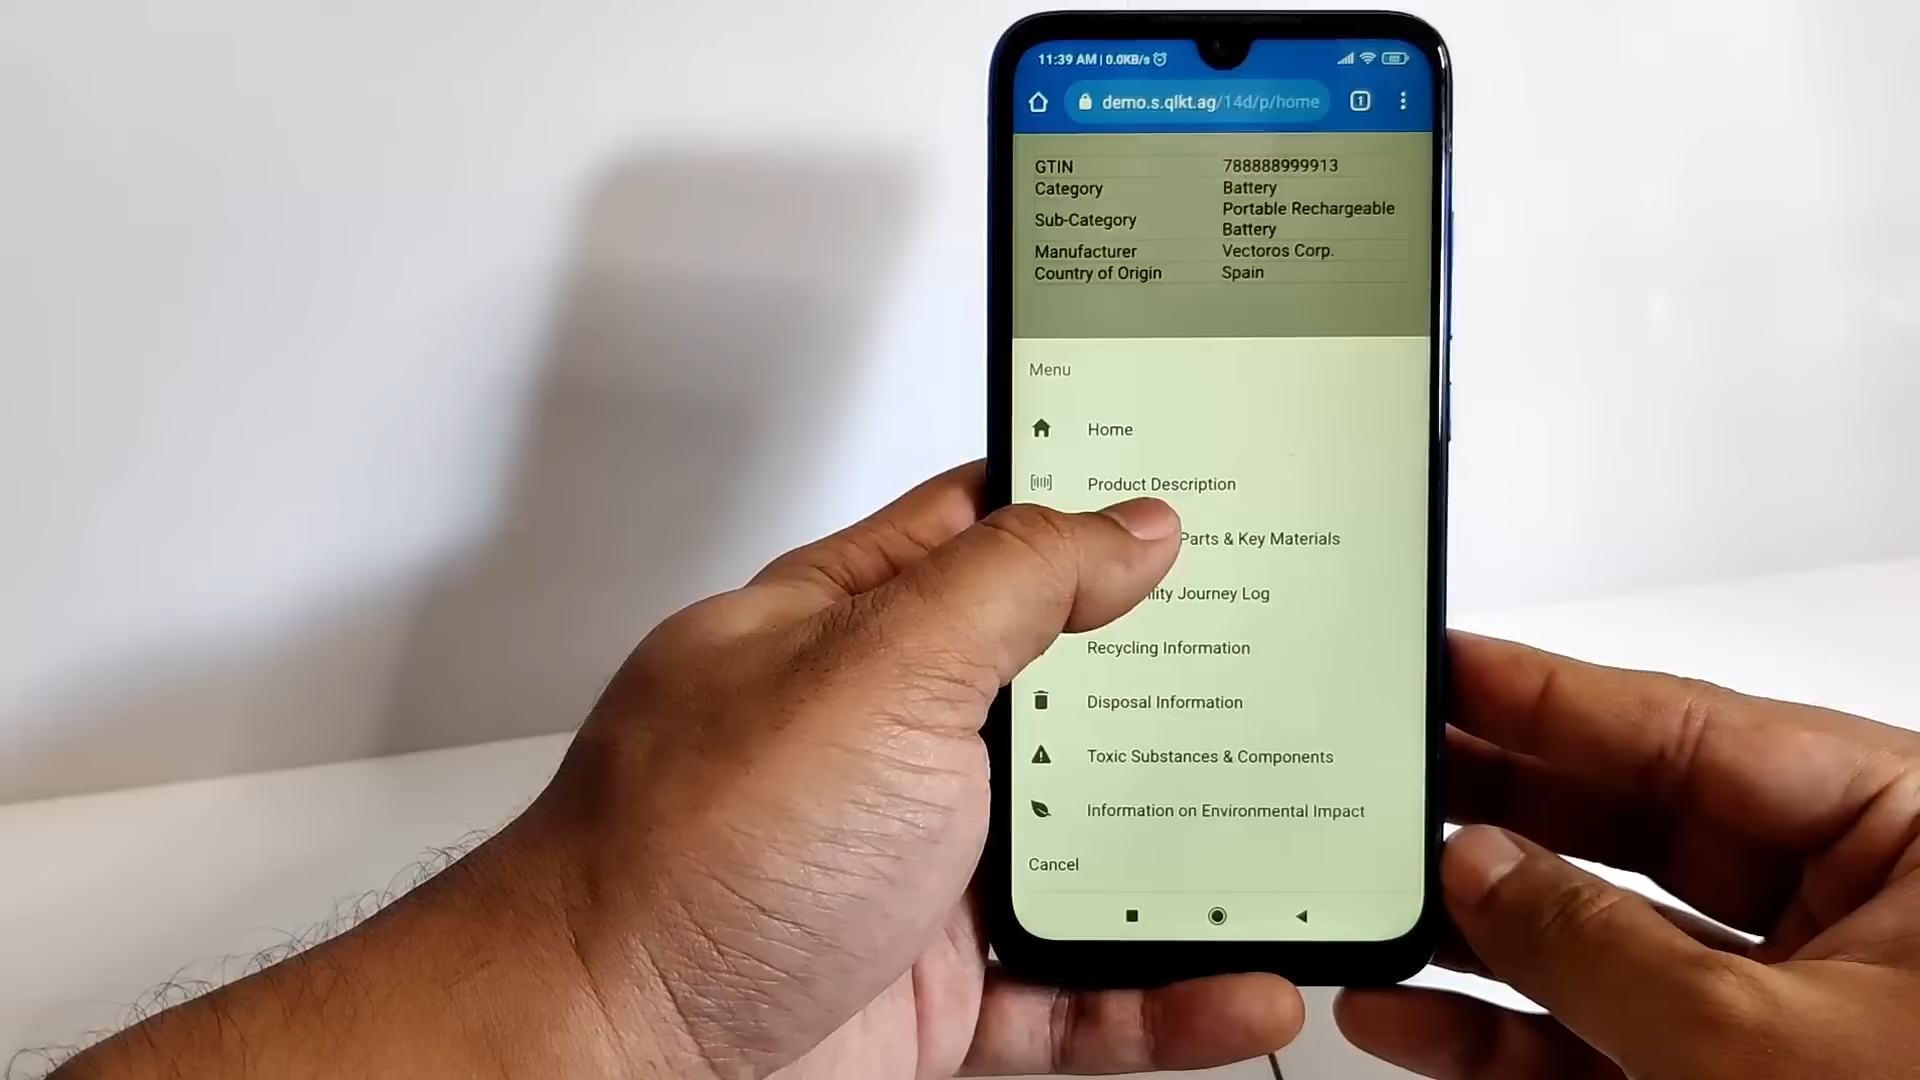 11:39 AM | 0.0KB/s
demo.s.qlkt.ag/14d/p/home
1
GTIN 788888999913
Category Battery
Sub-Category Portable Rechargeable
Battery
Manufacturer Vectoros Corp.
Country of Origin Spain
Menu
Home
Product Description
Parts & Key Materials
Journey Log
Recycling Information
Disposal Information
Toxic Substances & Components
Information on Environmental Impact
Cancel